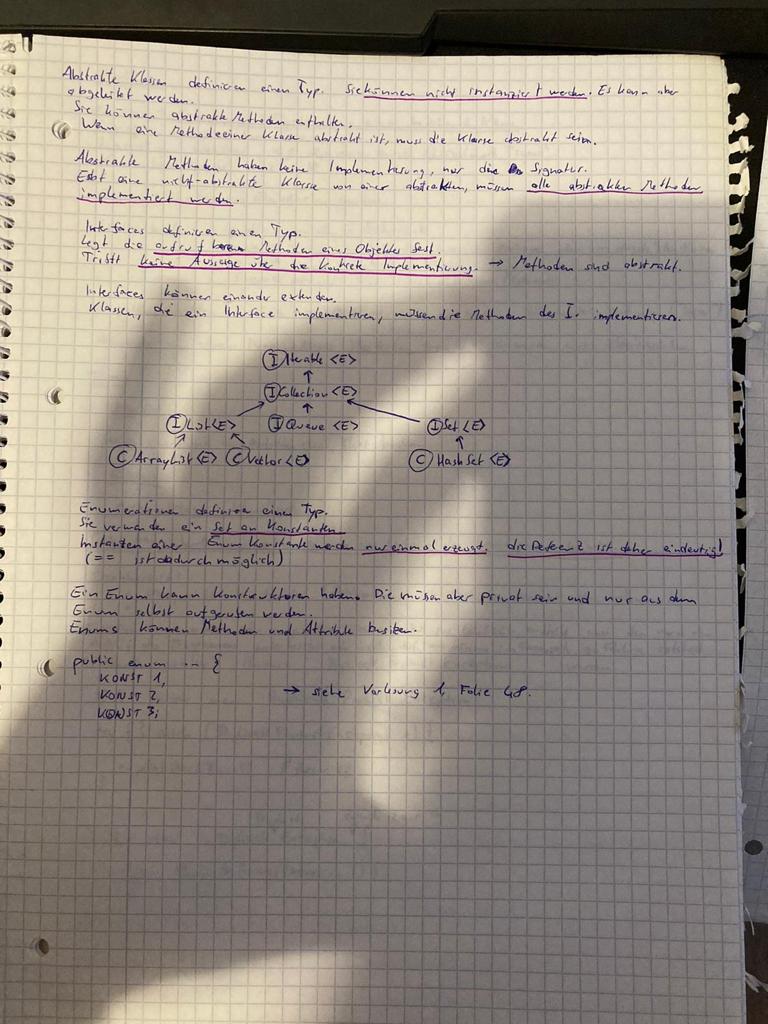 Abstrakte Klassen definieren einen Typ. Sie können nicht instanziiert werden. Es kann aber
abgeleitet werden.
Sie können abstrakte Methoden enthalten.
Wenn eine Methode einer Klasse abstrakt ist, muss die Klasse abstrakt sein.
Abstrakte Methoden haben keine Implementierung, nur die Signatur.
Erbt eine nicht-abstrakte Klasse von einer abstrakten, müssen alle abstrakten Methoden
implementiert werden.
Interfaces definieren einen Typ.
Legt die aufrufbaren Methoden eines Objektes fest.
Trifft keine Aussage über die konkrete Implementierung. → Methoden sind abstrakt.
Interfaces können einander extenden.
Klassen, die ein Interface implementieren, müssen die Methoden des I. implementieren.
I Iterable <E>
I Collection <E>
I List <E> I Queue <E> I Set <E>
C ArrayList <E> C Vector <E> C HashSet <E>
Enumerationen definieren einen Typ.
Sie verwenden ein Set an Konstanten
Instanzen einer Enum Konstante werden nur einmal erzeugt, die Referenz ist daher eindeutig!
(== ist dadurch möglich)
Ein Enum kann Konstruktoren haben. Die müssen aber privat sein und nur aus dem
Enum selbst aufgerufen werden.
Enums können Methoden und Attribute besitzen.
public enum ... {
KONST 1,
KONST 2, → siehe Vorlesung 1, Folie 48.
KONST 3;